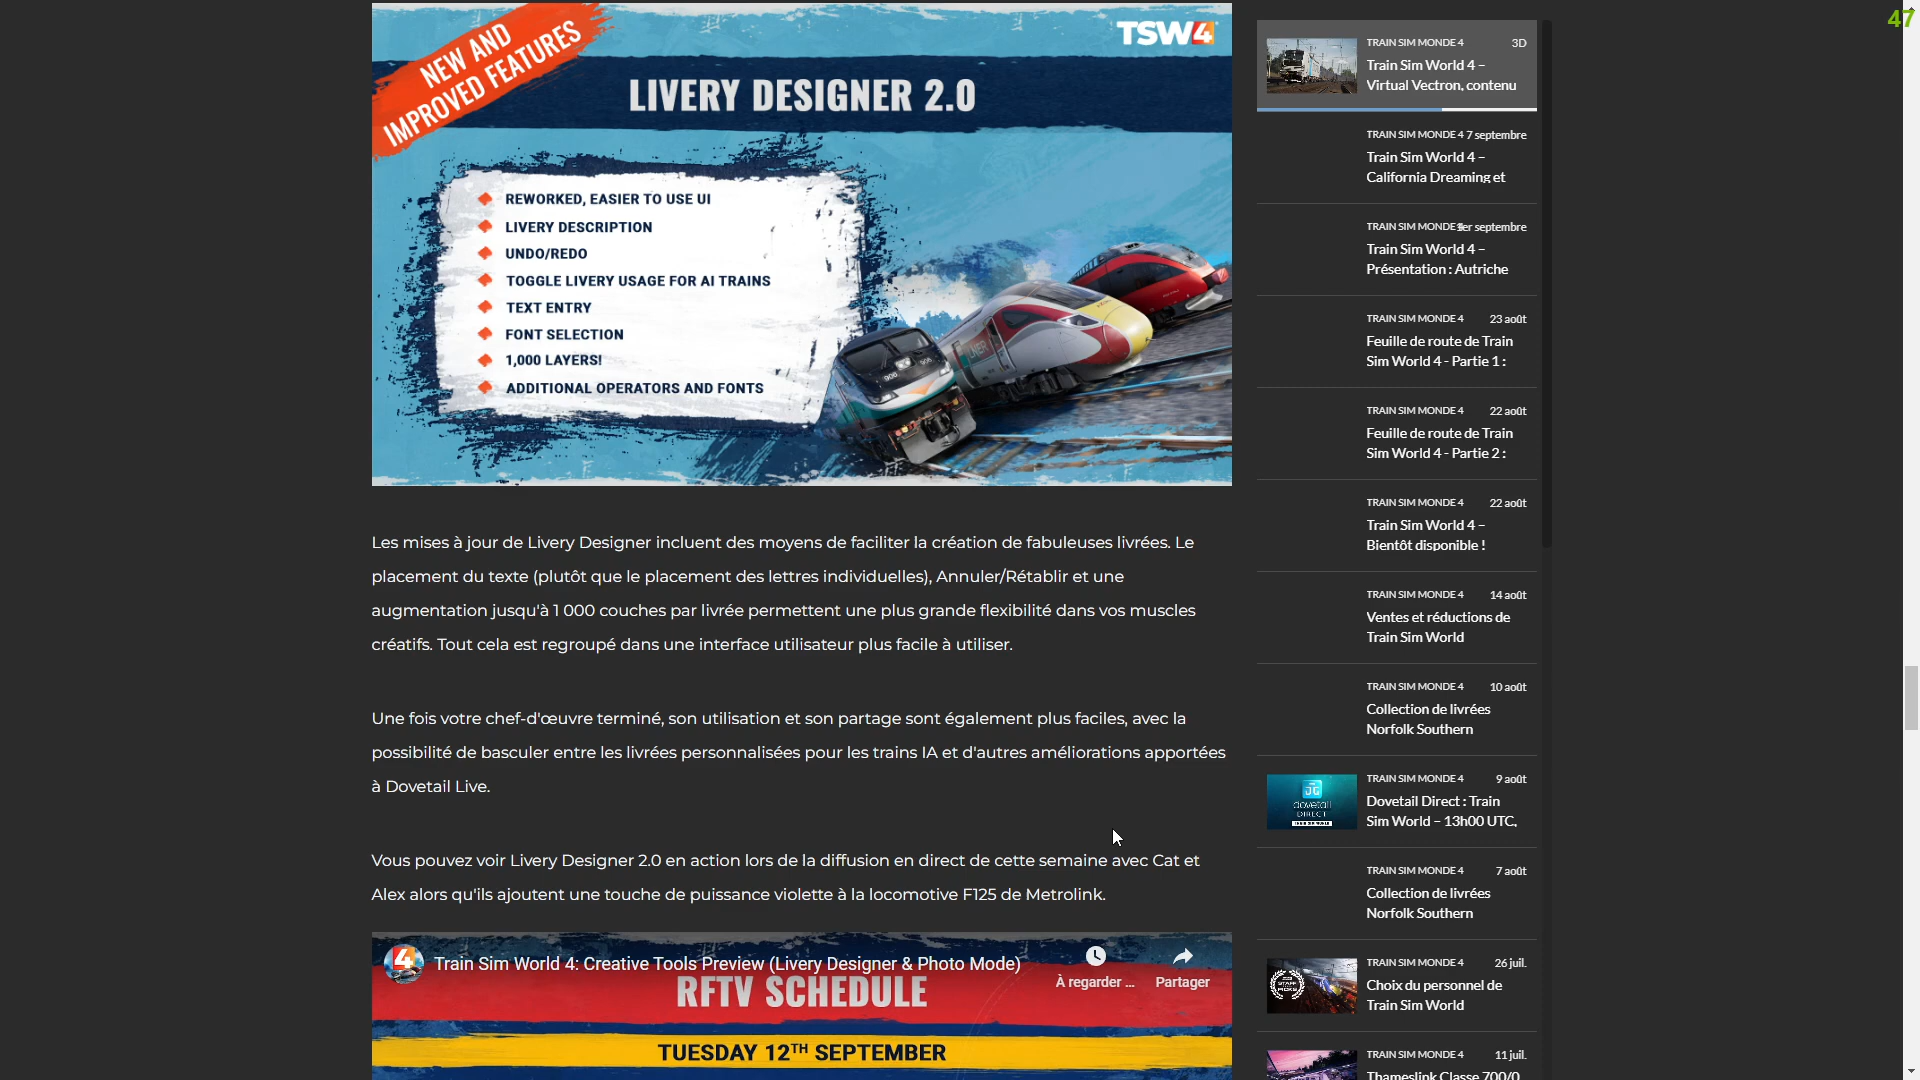 47
NEW AND
IMPROVED FEATURES
TSW4
LIVERY DESIGNER 2.0
REWORKED, EASIER TO USE UI
LIVERY DESCRIPTION
UNDO/REDO
TOGGLE LIVERY USAGE FOR AI TRAINS
TEXT ENTRY
FONT SELECTION
1,000 LAYERS!
ADDITIONAL OPERATORS AND FONTS
LNER
Les mises à jour de Livery Designer incluent des moyens de faciliter la création de fabuleuses livrées. Le
placement du texte (plutôt que le placement des lettres individuelles), Annuler/Rétablir et une
augmentation jusqu'à 1 000 couches par livrée permettent une plus grande flexibilité dans vos muscles
créatifs. Tout cela est regroupé dans une interface utilisateur plus facile à utiliser.
Une fois votre chef-d'œuvre terminé, son utilisation et son partage sont également plus faciles, avec la
possibilité de basculer entre les livrées personnalisées pour les trains IA et d'autres améliorations apportées
à Dovetail Live.
Vous pouvez voir Livery Designer 2.0 en action lors de la diffusion en direct de cette semaine avec Cat et
Alex alors qu'ils ajoutent une touche de puissance violette à la locomotive F125 de Metrolink.
4
Train Sim World 4: Creative Tools Preview (Livery Designer & Photo Mode)
À regarder ...
Partager
RFTV SCHEDULE
TUESDAY 12TH SEPTEMBER
TRAIN SIM MONDE 4 3D
Train Sim World 4 –
Virtual Vectron, contenu
TRAIN SIM MONDE 4 7 septembre
Train Sim World 4 –
California Dreaming et
TRAIN SIM MONDE 1er septembre
Train Sim World 4 –
Présentation : Autriche
TRAIN SIM MONDE 4 23 août
Feuille de route de Train
Sim World 4 - Partie 1 :
TRAIN SIM MONDE 4 22 août
Feuille de route de Train
Sim World 4 - Partie 2 :
TRAIN SIM MONDE 4 22 août
Train Sim World 4 –
Bientôt disponible !
TRAIN SIM MONDE 4 14 août
Ventes et réductions de
Train Sim World
TRAIN SIM MONDE 4 10 août
Collection de livrées
Norfolk Southern
dovetail
DIRECT
TRAIN SIM MONDE 4 9 août
Dovetail Direct : Train
Sim World – 13h00 UTC,
TRAIN SIM MONDE 4 7 août
Collection de livrées
Norfolk Southern
STAFF
PICKS
TRAIN SIM MONDE 4 26 juil.
Choix du personnel de
Train Sim World
TRAIN SIM MONDE 4 11 juil.
Thameslink Classe 700/0